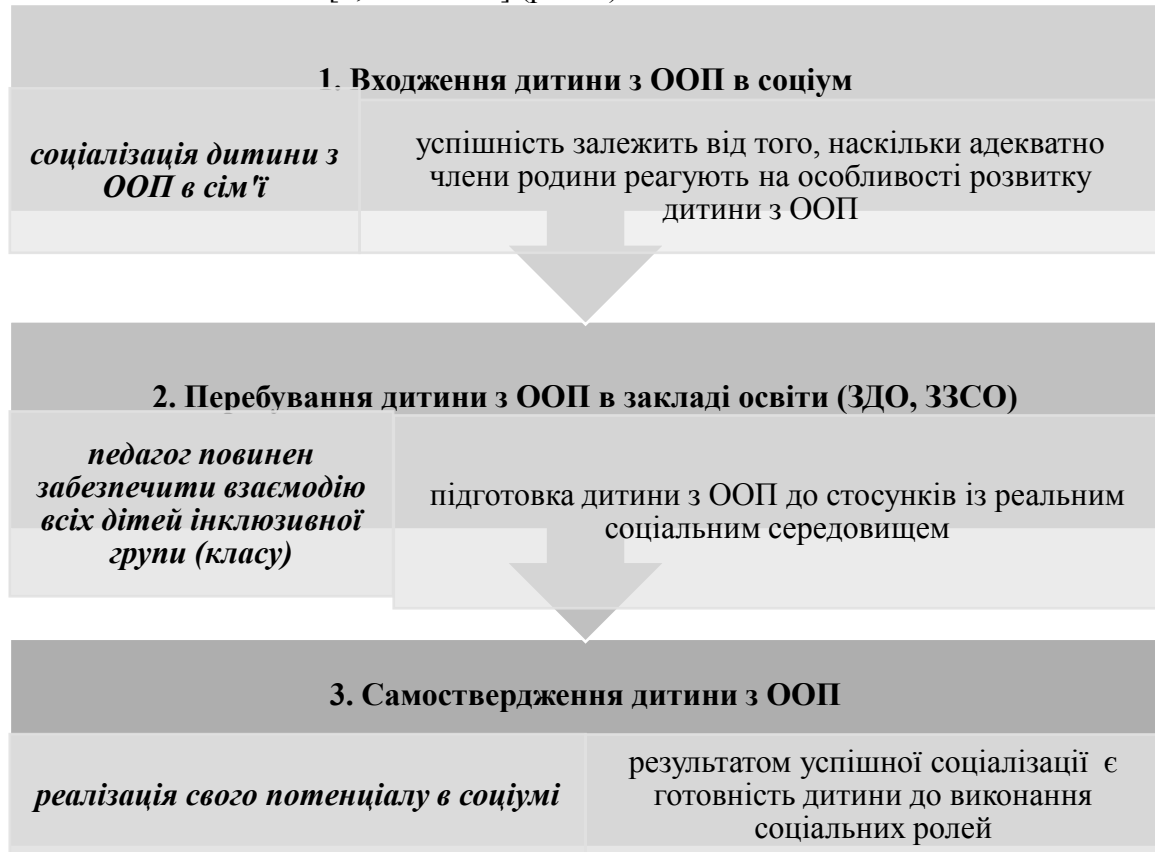 1. Входження дитини з ООП в соціум
соціалізація дитини з
ООП в сім'ї
успішність залежить від того, наскільки адекватно
члени родини реагують на особливості розвитку
дитини з ООП
2. Перебування дитини з ООП в закладі освіти (ЗДО, ЗЗСО)
педагог повинен
забезпечити взаємодію
всіх дітей інклюзивної
групи (класу)
підготовка дитини з ООП до стосунків із реальним
соціальним середовищем
3. Самоствердження дитини з ООП
реалізація свого потенціалу в соціумі
результатом успішної соціалізації є
готовність дитини до виконання
соціальних ролей